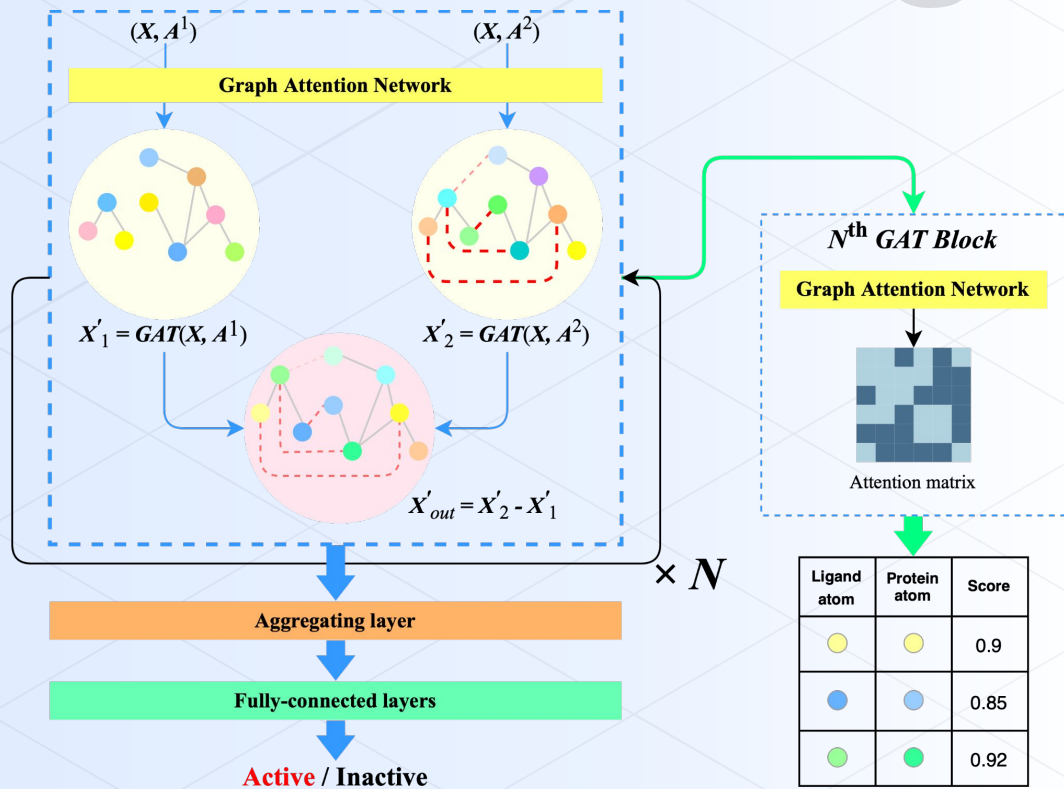 (X, A¹)
(X, A²)
Graph Attention Network
X'₁ = GAT(X, A¹)
X'₂ = GAT(X, A²)
X'out = X'₂ - X'₁
× N
Aggregating layer
Fully-connected layers
Active / Inactive
Nth GAT Block
Graph Attention Network
Attention matrix
Ligand atom
Protein atom
Score
0.9
0.85
0.92